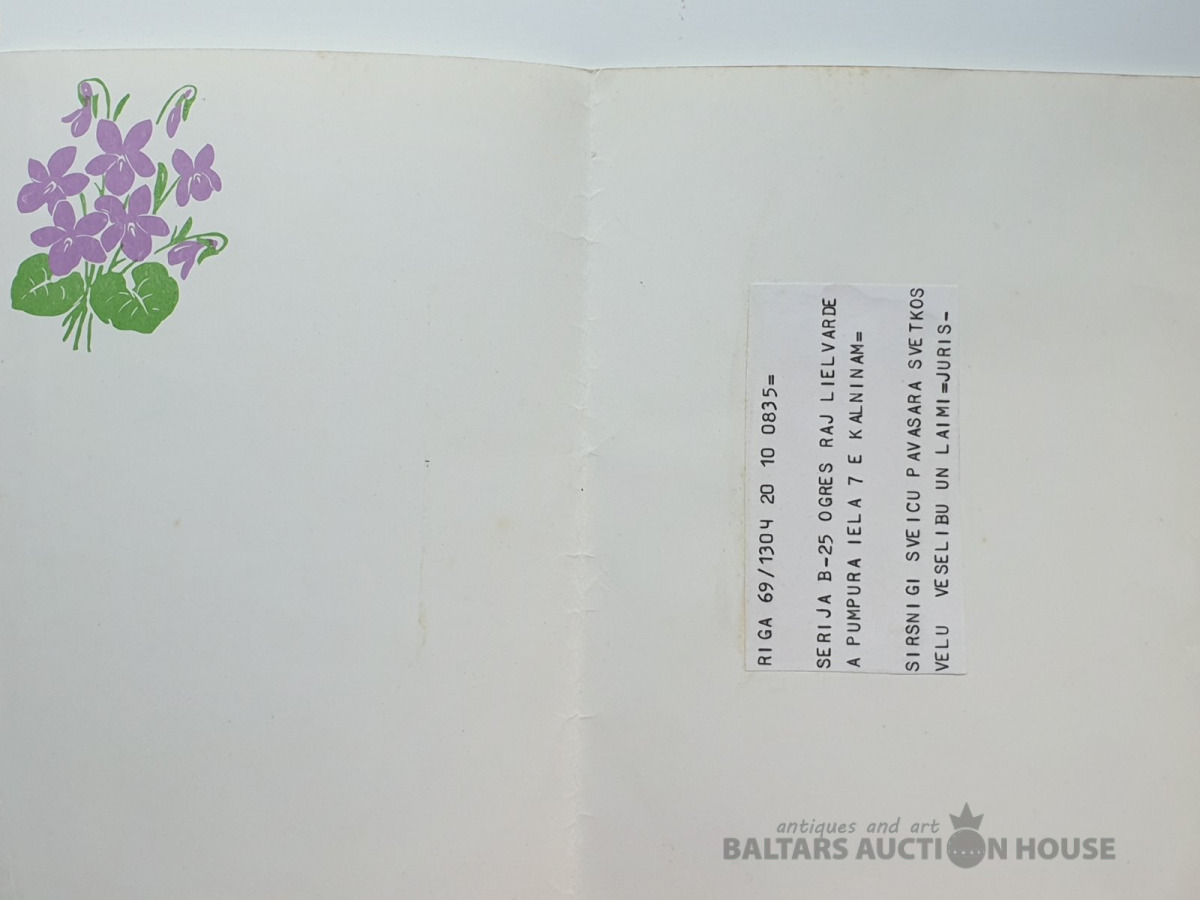 RIGA 69/1304 20 10 0835=
SERIJA B-25 OGRES RAJ LIELVARDE
A PUMPURA IELA 7 E KALNINAM=
SIRSNIGI SVEICU PAVASARA SVETKOS
VELU VESELIBU UN LAIMI=JURIS-
antiques and art
BALTARS AUCTION HOUSE